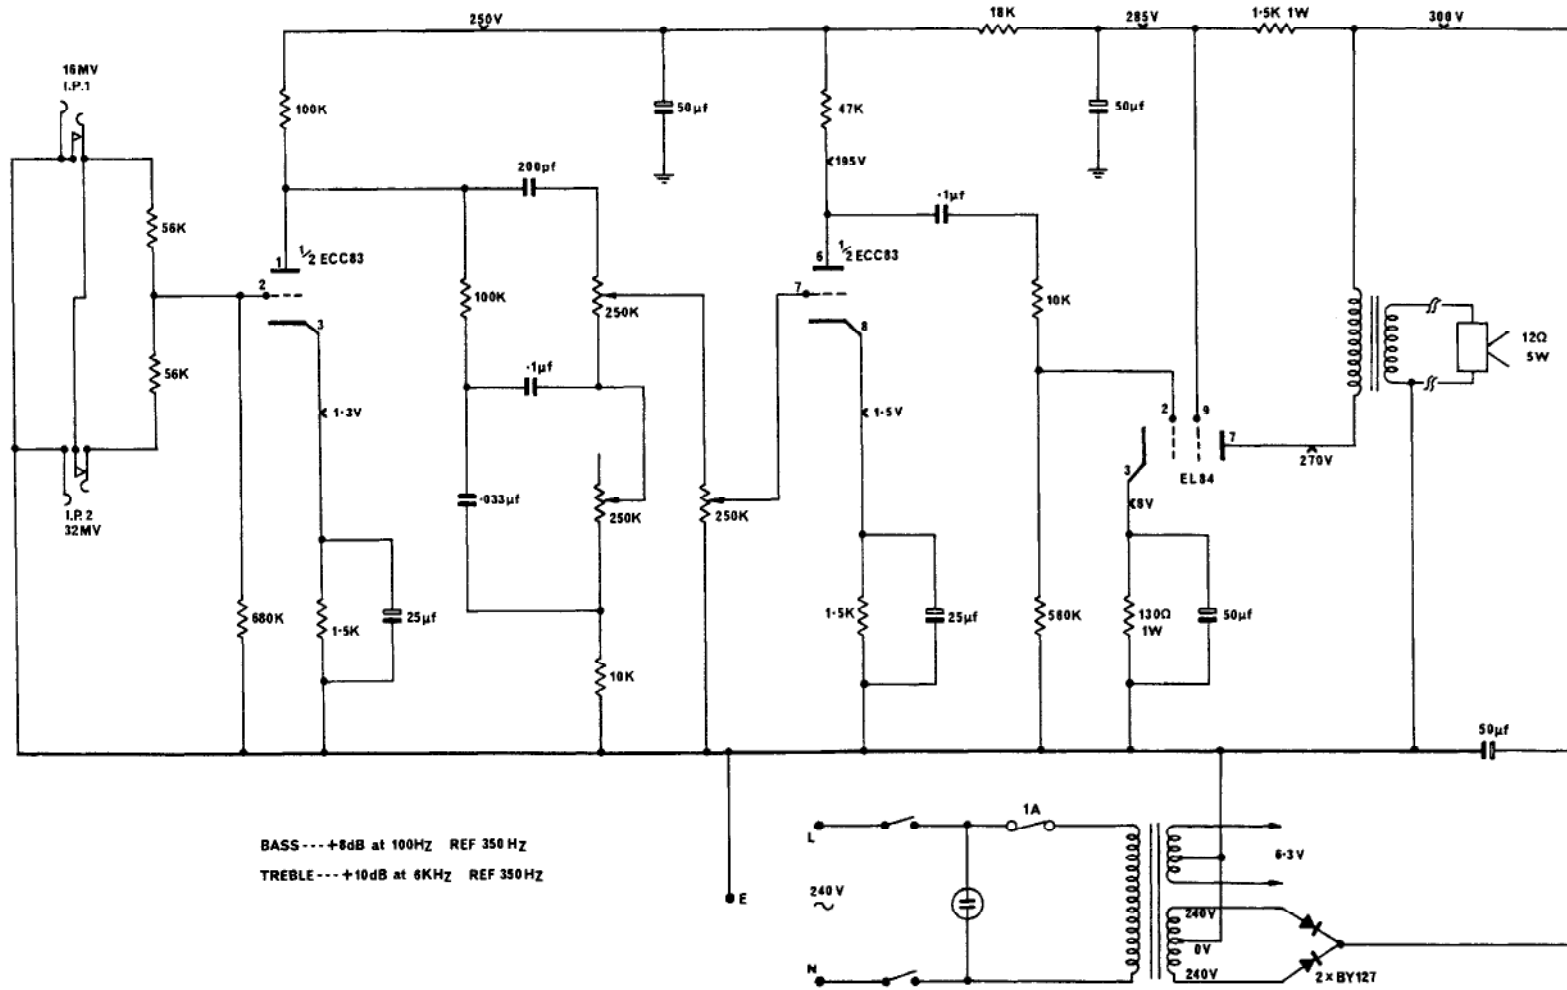 250V
18K
285V
1·5K 1W
300V
16MV
I.P.1
100K
50µf
47K
50µf
195V
200pf
·1µf
56K
1
½ ECC83
6
½ ECC83
2
7
100K
250K
10K
3
8
12Ω
5W
56K
·1µf
1·3V
1·5V
2
9
7
270V
3
EL84
·033µf
250K
250K
8V
I.P.2
32MV
680K
1·5K
25µf
1·5K
25µf
580K
130Ω
1W
50µf
10K
50µf
1A
L
BASS---+8dB at 100HZ REF 350HZ
TREBLE---+10dB at 6KHZ REF 350HZ
6·3V
240V
E
240V
0V
N
240V
2×BY127